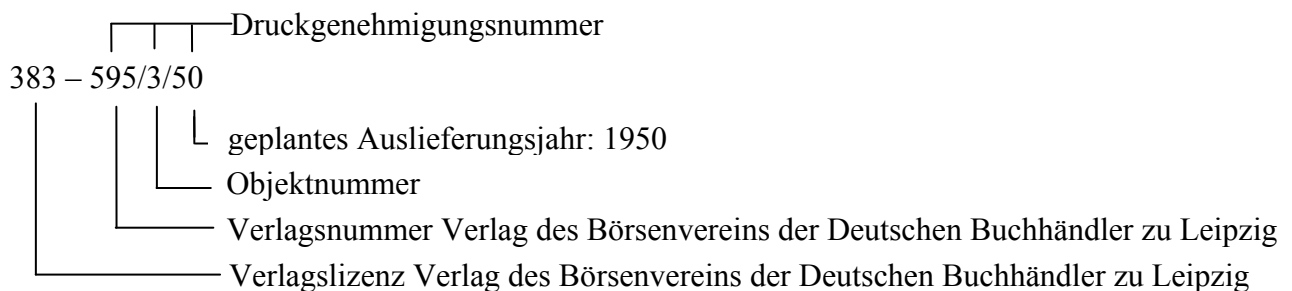 Druckgenehmigungsnummer
383 – 595/3/50
geplantes Auslieferungsjahr: 1950
Objektnummer
Verlagsnummer Verlag des Börsenvereins der Deutschen Buchhändler zu Leipzig
Verlagslizenz Verlag des Börsenvereins der Deutschen Buchhändler zu Leipzig